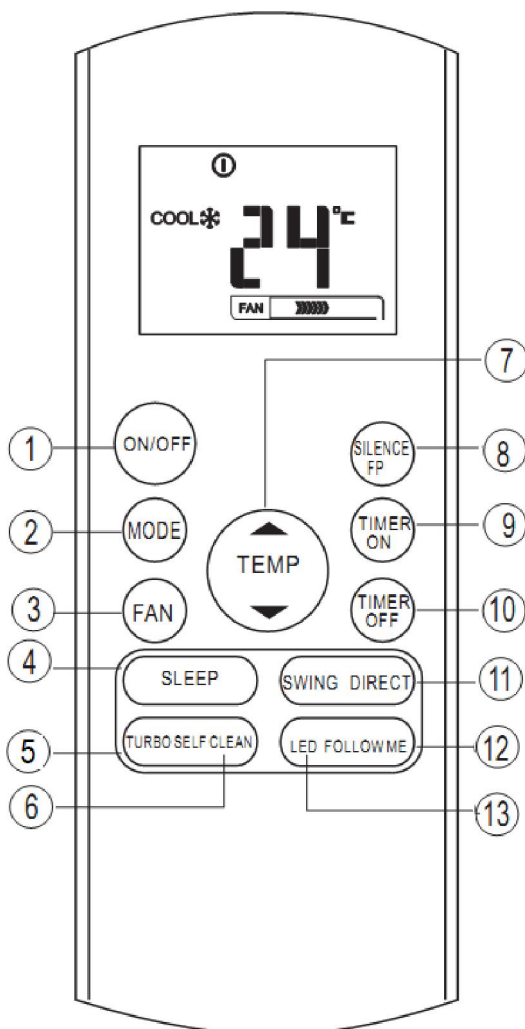 COOL 24 °C
FAN
7
1
ON/OFF
SILENCE
FP
8
2
MODE
TEMP
TIMER
ON
9
3
FAN
TIMER
OFF
10
4
SLEEP
SWING DIRECT
11
5
TURBO SELF CLEAN
LED FOLLOW ME
12
6
13